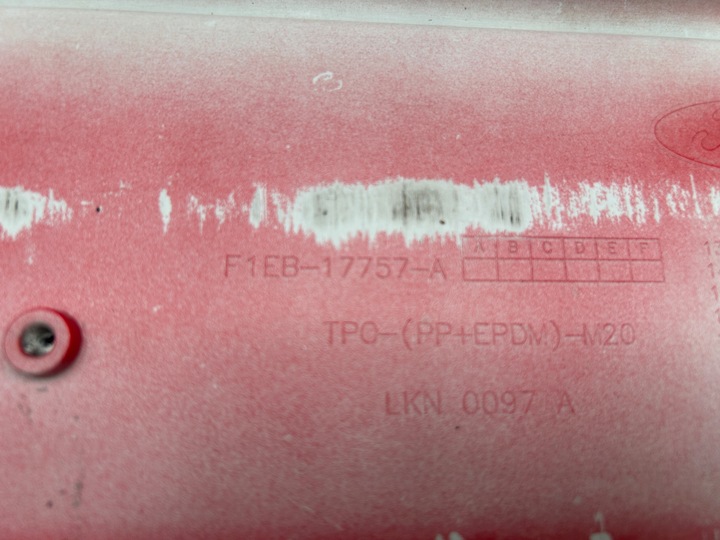 F1EB-17757-A
A B C D E F
TPO-(PP+EPDM)-M20
LKN 0097 A